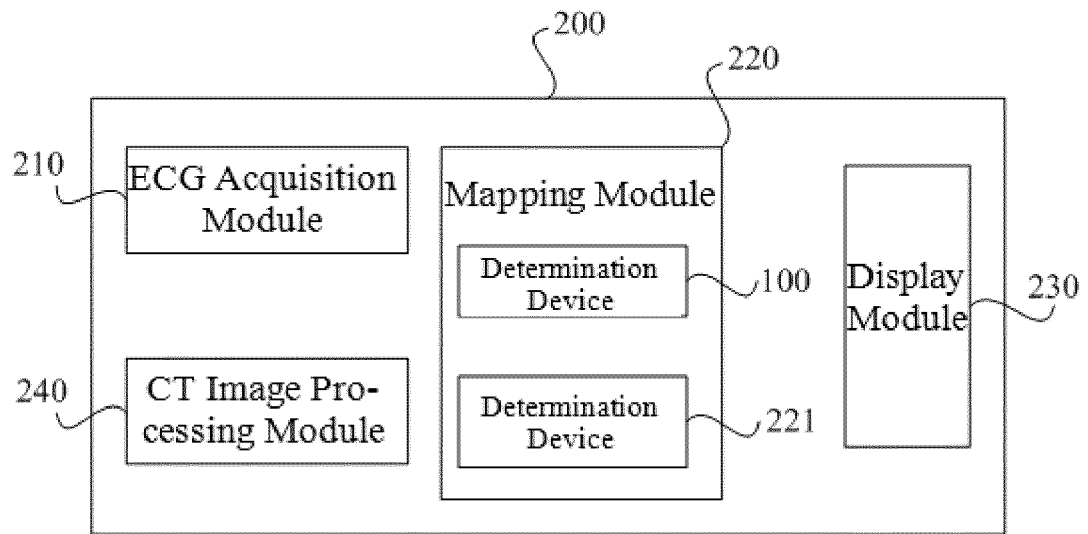 200
220
210
ECG Acquisition
Module
Mapping Module
Determination
Device
100
Display
Module
230
240
CT Image Pro-
cessing Module
Determination
Device
221